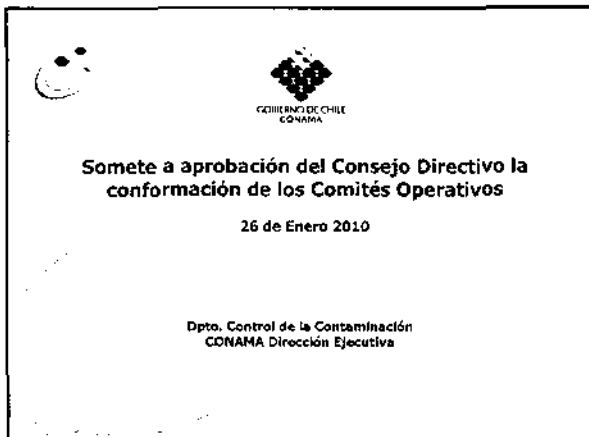 GOBIERNO DE CHILE
CONAMA
Somete a aprobación del Consejo Directivo la
conformación de los Comités Operativos
26 de Enero 2010
Dpto. Control de la Contaminación
CONAMA Dirección Ejecutiva